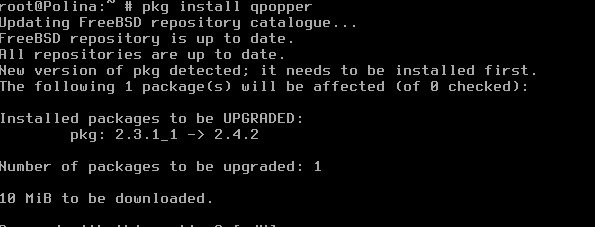 root@Polina:~ # pkg install qpopper
Updating FreeBSD repository catalogue...
FreeBSD repository is up to date.
All repositories are up to date.
New version of pkg detected; it needs to be installed first.
The following 1 package(s) will be affected (of 0 checked):
Installed packages to be UPGRADED:
pkg: 2.3.1_1 -> 2.4.2
Number of packages to be upgraded: 1
10 MiB to be downloaded.